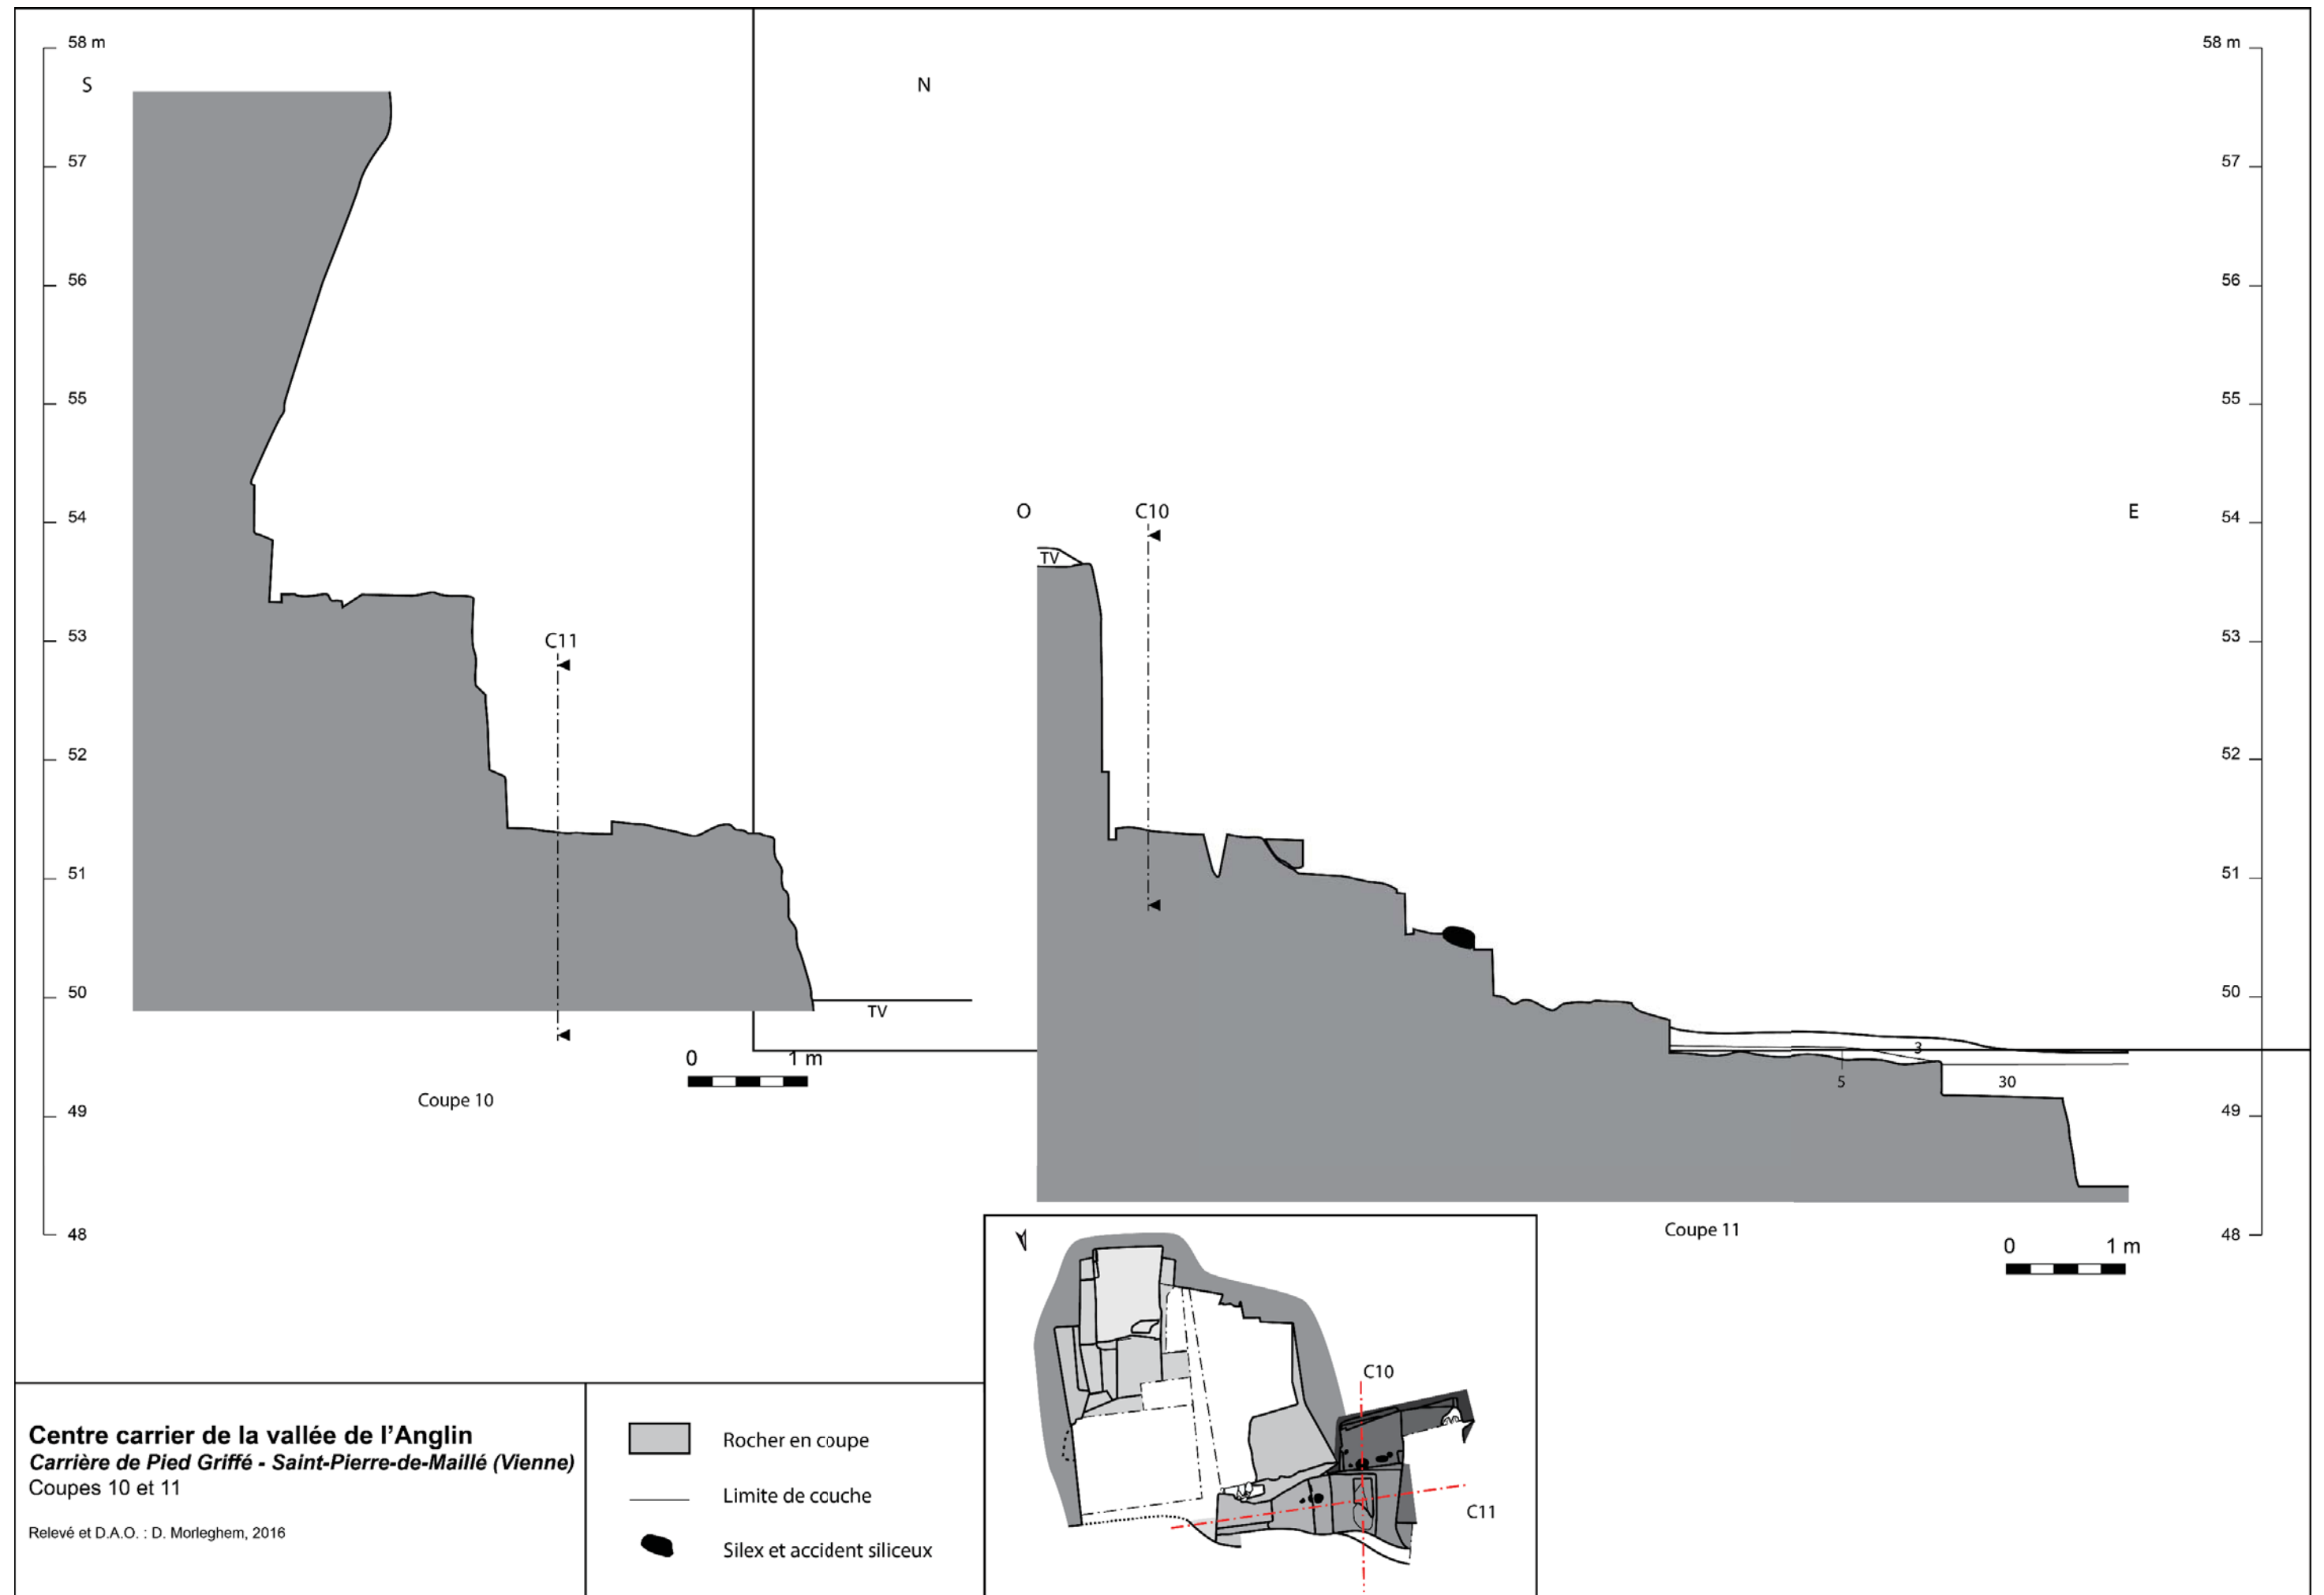 58 m
57
56
55
54
53
52
51
50
49
48
S
N
C11
TV
0 1 m
Coupe 10
58 m
57
56
55
54
53
52
51
50
49
48
O
C10
E
TV
3
5
30
Coupe 11
0 1 m
C10
C11
Centre carrier de la vallée de l'Anglin
Carrière de Pied Griffé - Saint-Pierre-de-Maillé (Vienne)
Coupes 10 et 11
Relevé et D.A.O. : D. Morleghem, 2016
Rocher en coupe
Limite de couche
Silex et accident siliceux